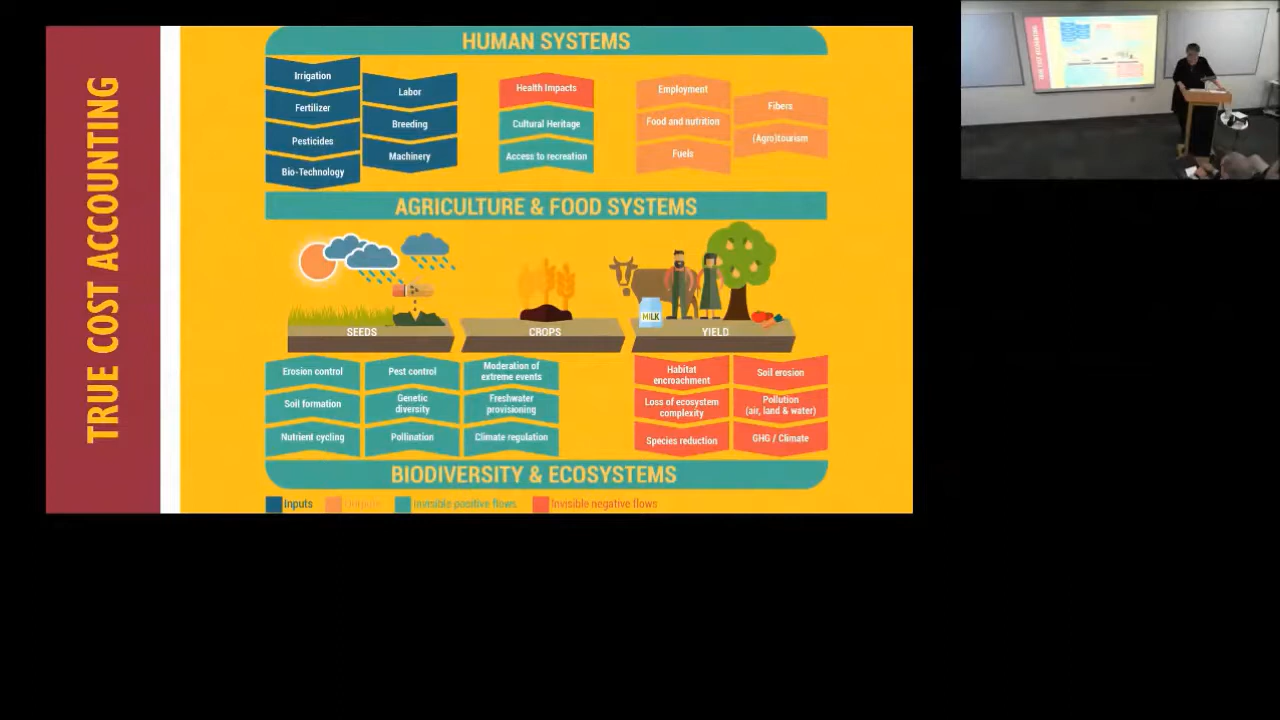 TRUE COST ACCOUNTING
HUMAN SYSTEMS
Irrigation
Fertilizer
Pesticides
Bio-Technology
Labor
Breeding
Machinery
Health Impacts
Cultural Heritage
Access to recreation
Employment
Food and nutrition
Fuels
Fibers
(Agro)tourism
AGRICULTURE & FOOD SYSTEMS
MILK
SEEDS
CROPS
YIELD
Erosion control
Soil formation
Nutrient cycling
Pest control
Genetic
diversity
Pollination
Moderation of
extreme events
Freshwater
provisioning
Climate regulation
Habitat
encroachment
Loss of ecosystem
complexity
Species reduction
Soil erosion
Pollution
(air, land & water)
GHG / Climate
BIODIVERSITY & ECOSYSTEMS
Inputs
Outputs
Invisible positive flows
Invisible negative flows